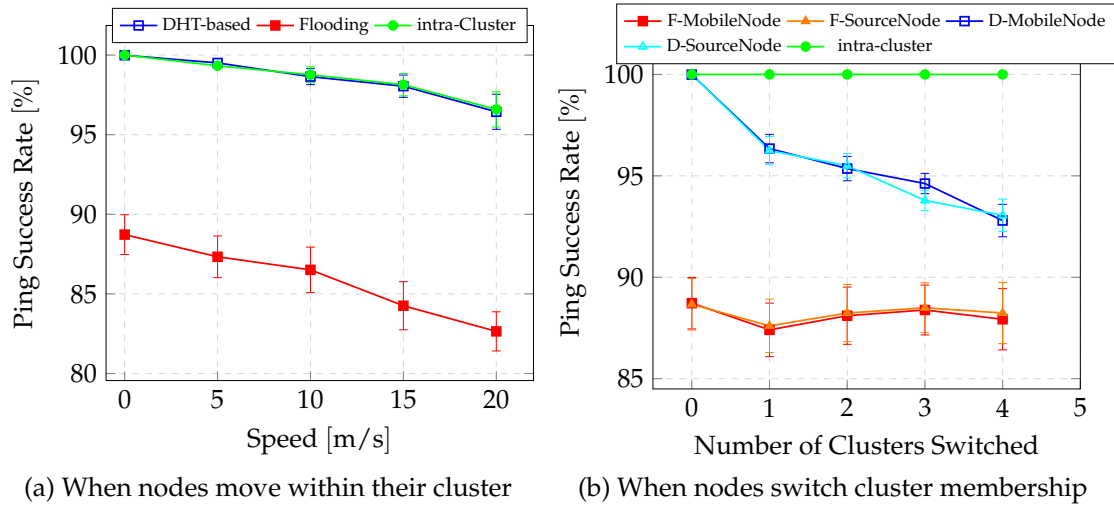 DHT-based Flooding intra-Cluster
100
95
90
85
80
0 5 10 15 20
Ping Success Rate [%]
Speed [m/s]
(a) When nodes move within their cluster
F-MobileNode F-SourceNode D-MobileNode
D-SourceNode intra-cluster
100
95
90
85
0 1 2 3 4 5
Ping Success Rate [%]
Number of Clusters Switched
(b) When nodes switch cluster membership